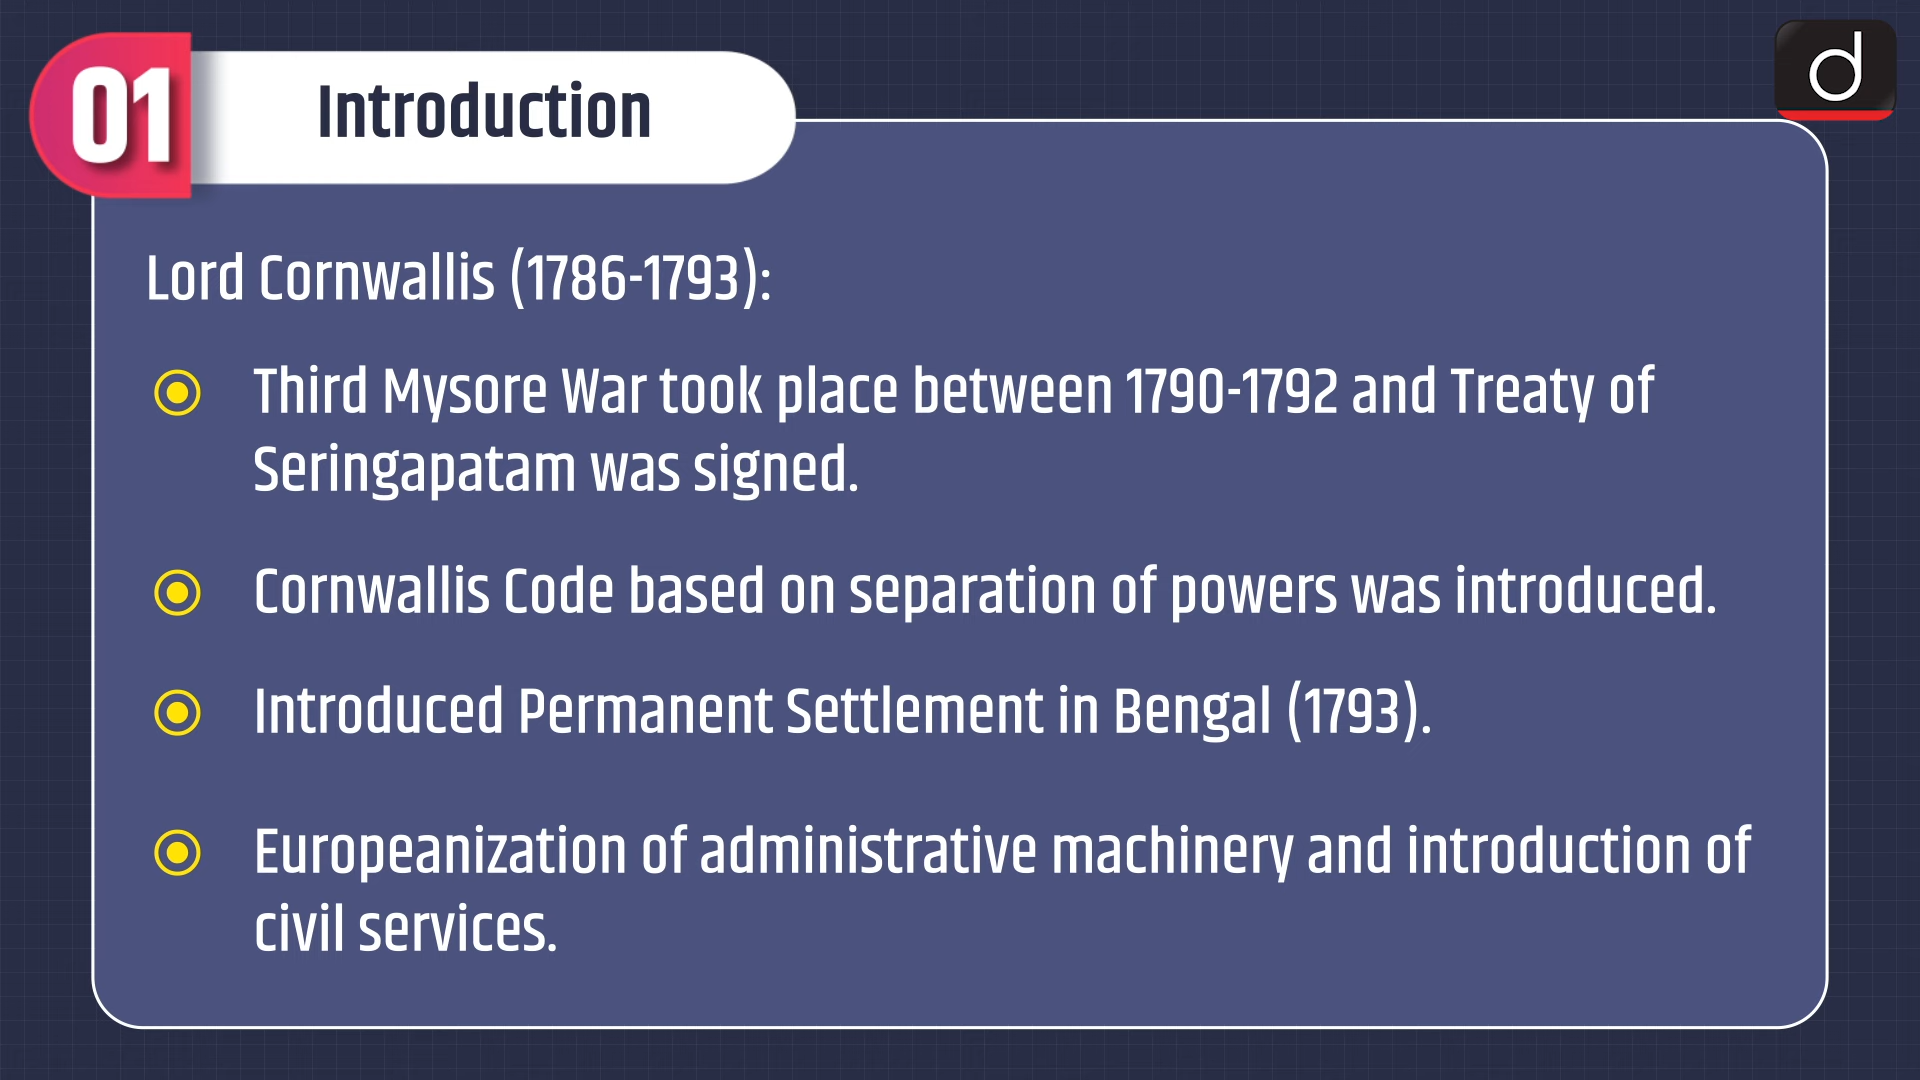 01
Introduction
d
Lord Cornwallis (1786-1793):
Third Mysore War took place between 1790-1792 and Treaty of
Seringapatam was signed.
Cornwallis Code based on separation of powers was introduced.
Introduced Permanent Settlement in Bengal (1793).
Europeanization of administrative machinery and introduction of
civil services.